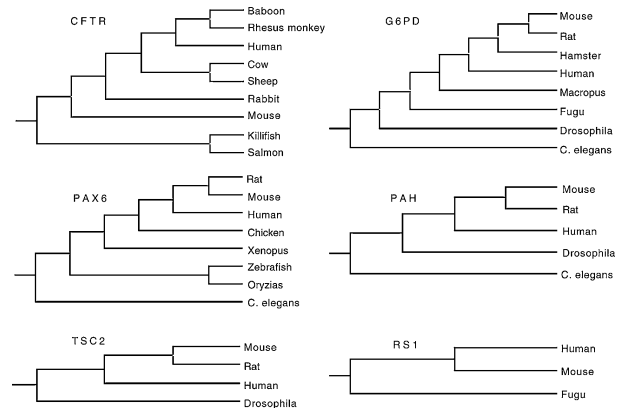 CFTR
Baboon
Rhesus monkey
Human
Cow
Sheep
Rabbit
Mouse
Killifish
Salmon
G6PD
Mouse
Rat
Hamster
Human
Macropus
Fugu
Drosophila
C. elegans
PAX6
Rat
Mouse
Human
Chicken
Xenopus
Zebrafish
Oryzias
C. elegans
PAH
Mouse
Rat
Human
Drosophila
C. elegans
TSC2
Mouse
Rat
Human
Drosophila
RS1
Human
Mouse
Fugu